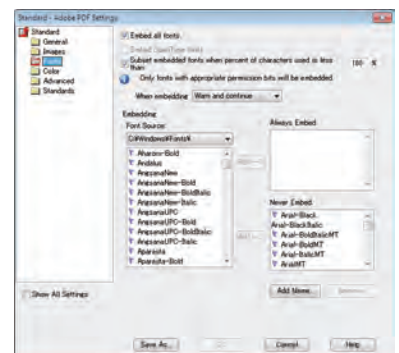 Standard - Adobe PDF Settings
Standard
General
Images
Fonts
Color
Advanced
Standards
Show All Settings
Embed all fonts
Embed OpenType fonts
Subset embedded fonts when percent of characters used is less than
100 %
Only fonts with appropriate permission bits will be embedded
When embedding Warn and continue
Embedding
Font Source:
C:¥Windows¥Fonts¥
Aharoni-Bold
Andalus
AngsanaNew
AngsanaNew-Bold
AngsanaNew-BoldItalic
AngsanaNew-Italic
AngsanaUPC
AngsanaUPC-Bold
AngsanaUPC-BoldItalic
AngsanaUPC-Italic
Aparajita
Aparajita-Bold
Always Embed
Never Embed
Arial-Black
Arial-BlackItalic
Arial-BoldItalicMT
Arial-BoldMT
Arial-ItalicMT
ArialMT
Add Name...
Save As...
Cancel
Help